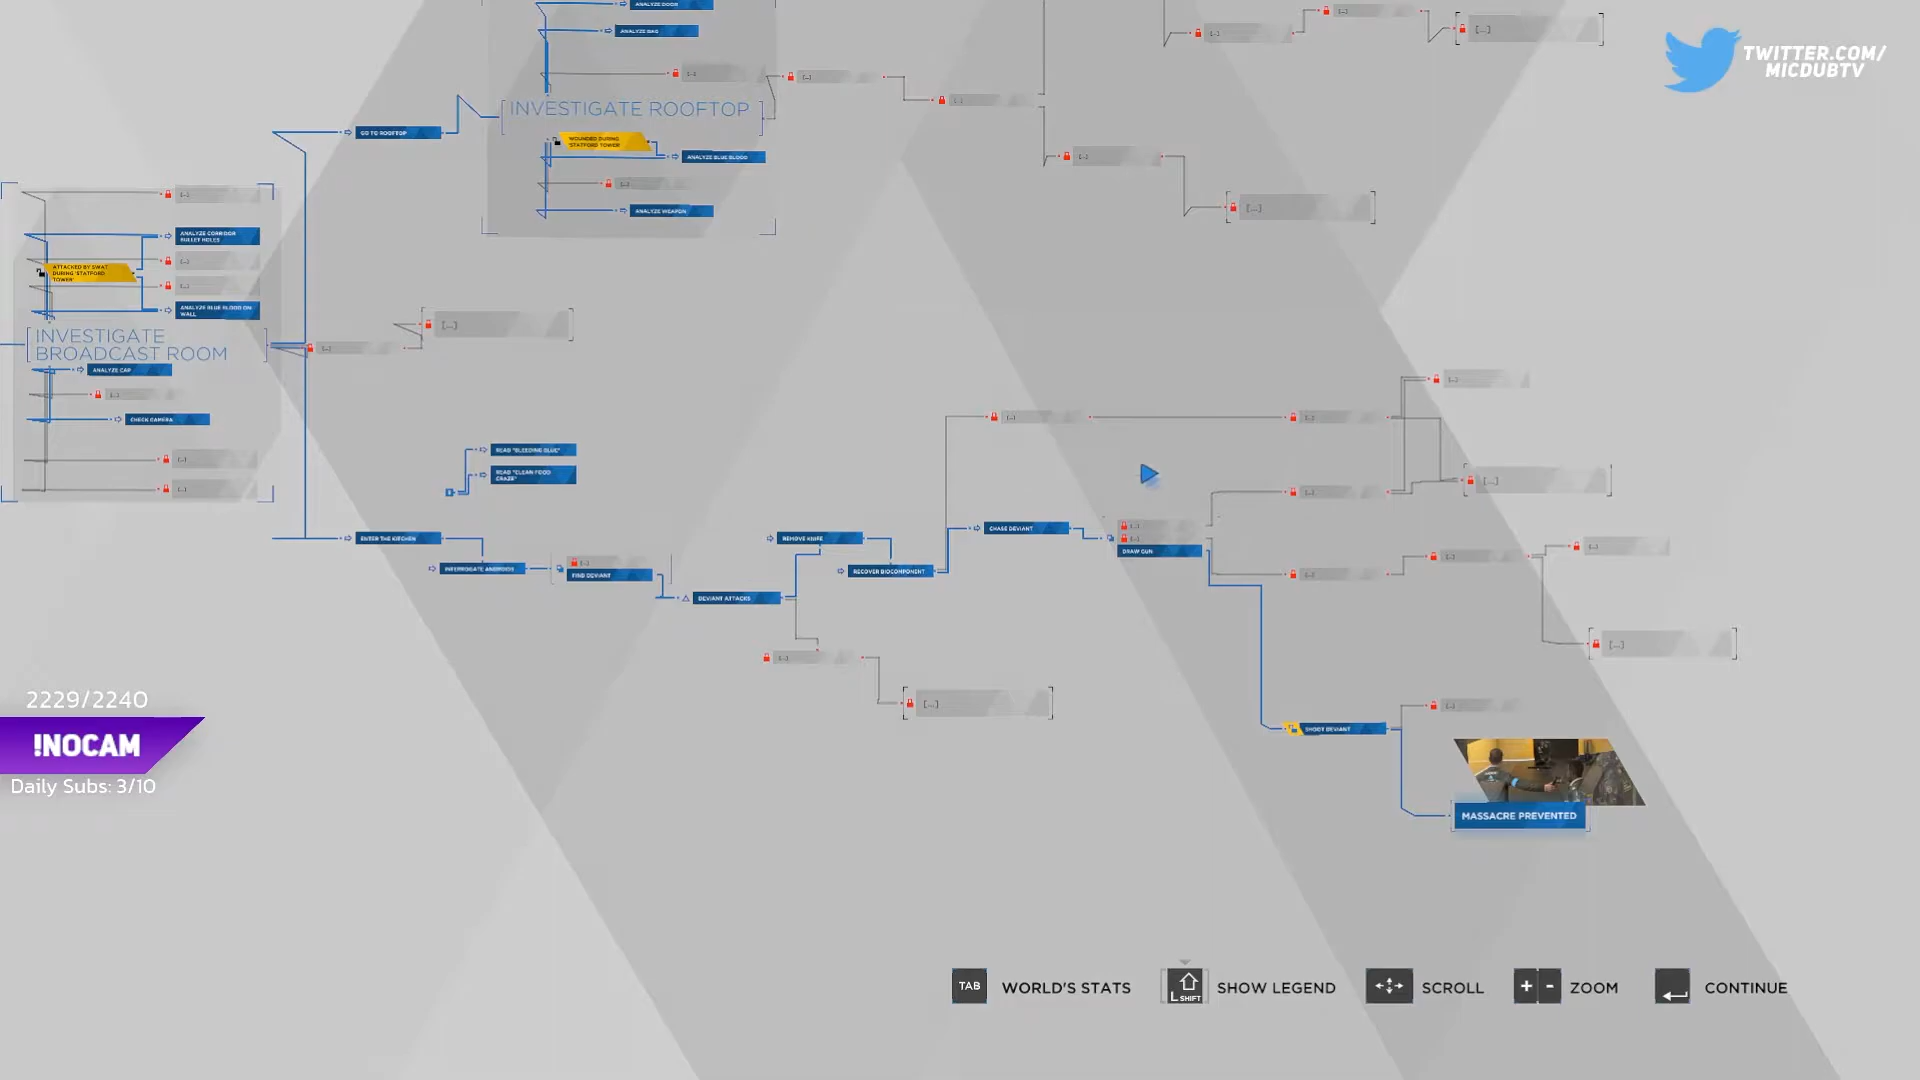 ANALYZE DOOR
ANALYZE BAG
[...]
[...]
[...]
[...]
[...]
[...]
TWITTER.COM/
MICDUBTV
INVESTIGATE ROOFTOP
GO TO ROOFTOP
WOUNDED DURING
'STATFORD
TOWER'
ANALYZE BLUE BLOOD
[...]
[...]
ANALYZE WEAPON
[...]
[...]
ANALYZE CORRIDOR
BULLET HOLES
[...]
ATTACKED BY SWAT
DURING 'STATFORD
TOWER'
[...]
ANALYZE BLUE BLOOD ON
WALL
INVESTIGATE
BROADCAST ROOM
[...]
[...]
ANALYZE CAP
[...]
CHECK CAMERA
[...]
[...]
READ "BLEEDING BLUE"
READ "CLEAN FOOD
CRAZE"
[...]
[...]
[...]
[...]
[...]
ENTER THE KITCHEN
INTERROGATE ANDROIDS
[...]
FIND DEVIANT
DEVIANT ATTACKS
REMOVE KNIFE
RECOVER BIOCOMPONENT
CHASE DEVIANT
[...]
[...]
DRAW GUN
[...]
[...]
[...]
[...]
[...]
[...]
SHOOT DEVIANT
[...]
MASSACRE PREVENTED
2229/2240
!NOCAM
Daily Subs: 3/10
TAB WORLD'S STATS
L SHIFT SHOW LEGEND
SCROLL
+ - ZOOM
CONTINUE